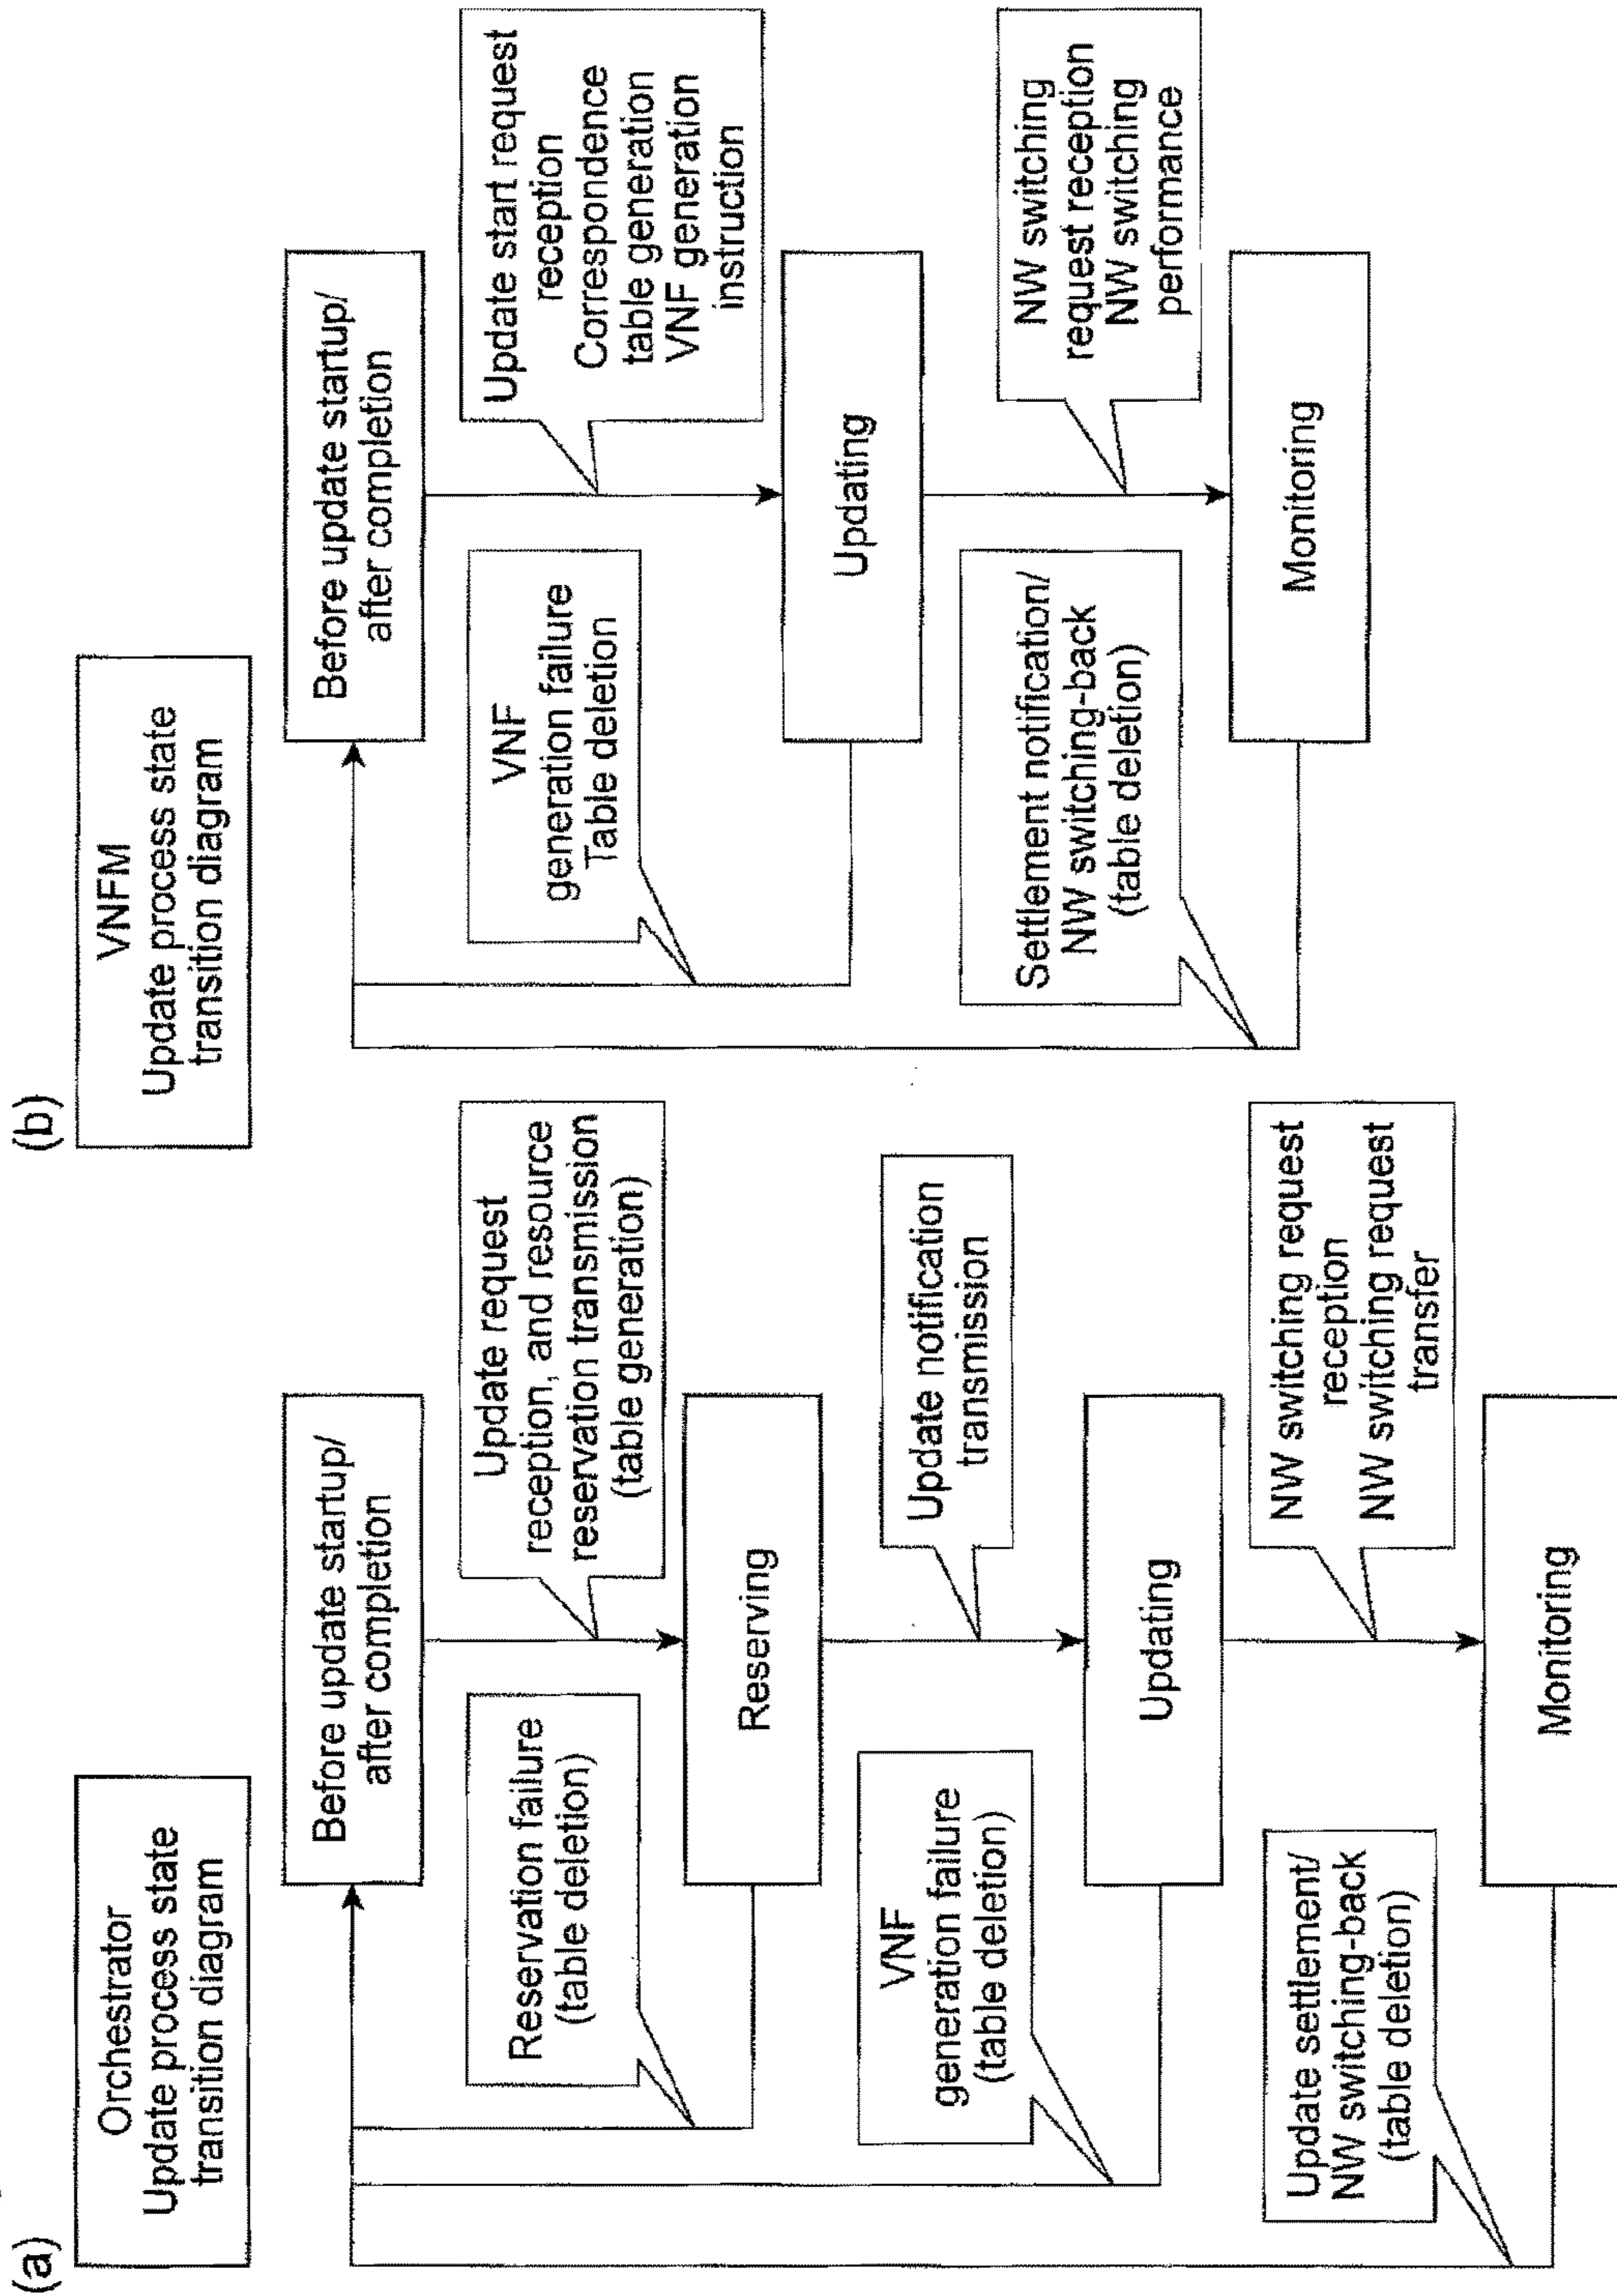 (a)
Orchestrator
Update process state
transition diagram
Before update startup/
after completion
Update request
reception, and resource
reservation transmission
(table generation)
Reservation failure
(table deletion)
Reserving
Update notification
transmission
VNF
generation failure
(table deletion)
Updating
NW switching request
reception
NW switching request
transfer
Update settlement/
NW switching-back
(table deletion)
Monitoring
(b)
VNFM
Update process state
transition diagram
Before update startup/
after completion
Update start request
reception
Correspondence
table generation
VNF generation
instruction
VNF
generation failure
Table deletion
Updating
NW switching
request reception
NW switching
performance
Settlement notification/
NW switching-back
(table deletion)
Monitoring